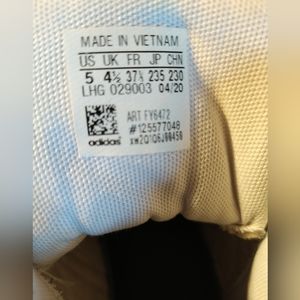 MADE IN VIETNAM
US UK FR JP CHN
5 4½ 37⅓ 235 230
LHG 029003 04/20
ART FY6472
#125577048
adidas